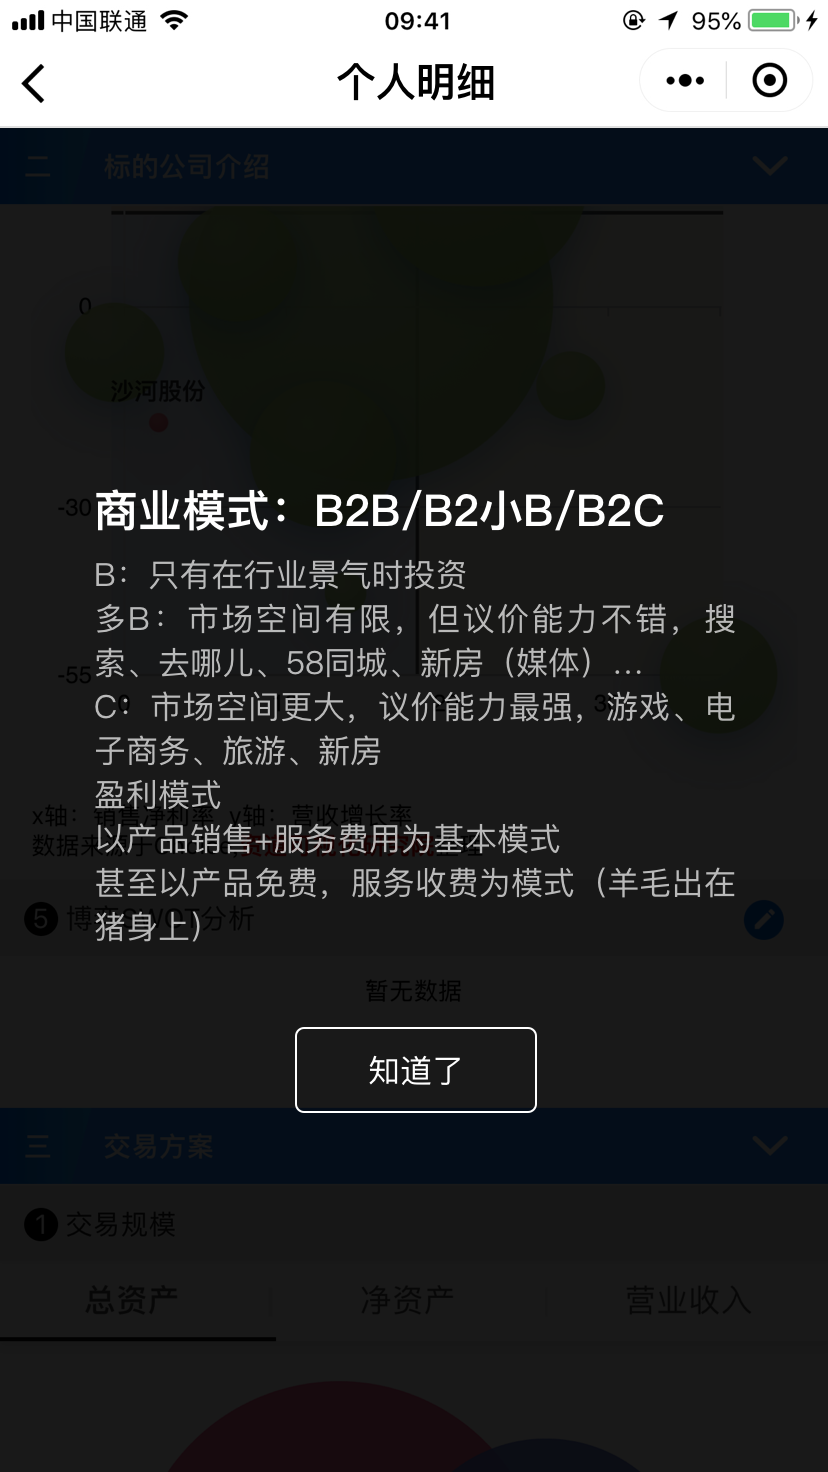 中国联通 09:41 95%
个人明细
二 标的公司介绍
0
沙河股份
-30
商业模式：B2B/B2小B/B2C
B：只有在行业景气时投资
多B：市场空间有限，但议价能力不错，搜
索、去哪儿、58同城、新房（媒体）...
-55
C：市场空间更大，议价能力最强，游戏、电
子商务、旅游、新房
盈利模式
x轴：销售净利率 y轴：营收增长率
以产品销售+服务费用为基本模式
数据来源于
甚至以产品免费，服务收费为模式（羊毛出在
猪身上）
5 博 SWOT分析
暂无数据
知道了
三 交易方案
1 交易规模
总资产 净资产 营业收入